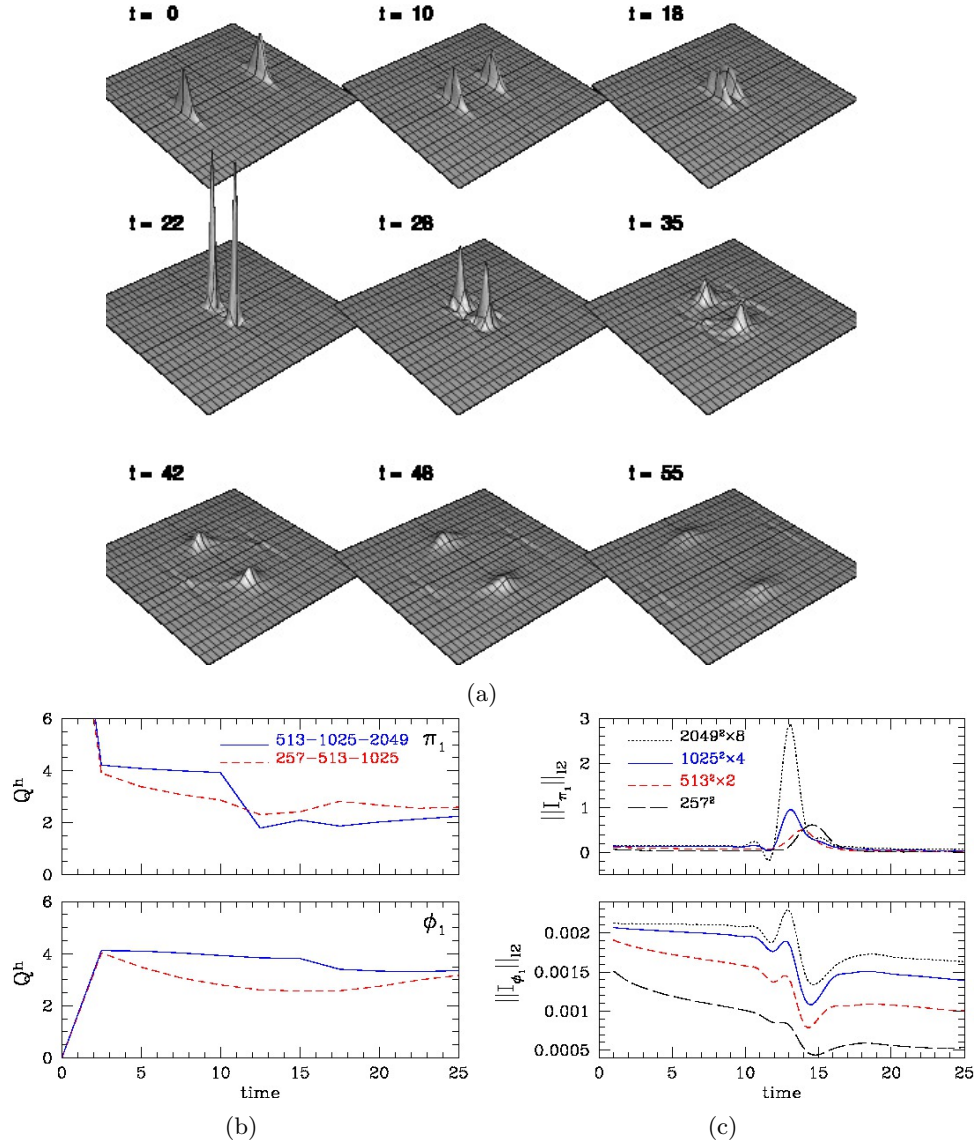 t = 0
t = 10
t = 18
t = 22
t = 28
t = 35
t = 42
t = 48
t = 55
(a)
6
4
2
0
Qʰ
513−1025−2049
257−513−1025
π₁
6
4
2
0
Qʰ
ϕ₁
0 5 10 15 20 25
time
(b)
3
2
1
0
||I_π₁||_l2
2049²×8
1025²×4
513²×2
257²
0.002
0.0015
0.001
0.0005
||I_ϕ₁||_l2
0 5 10 15 20 25
time
(c)